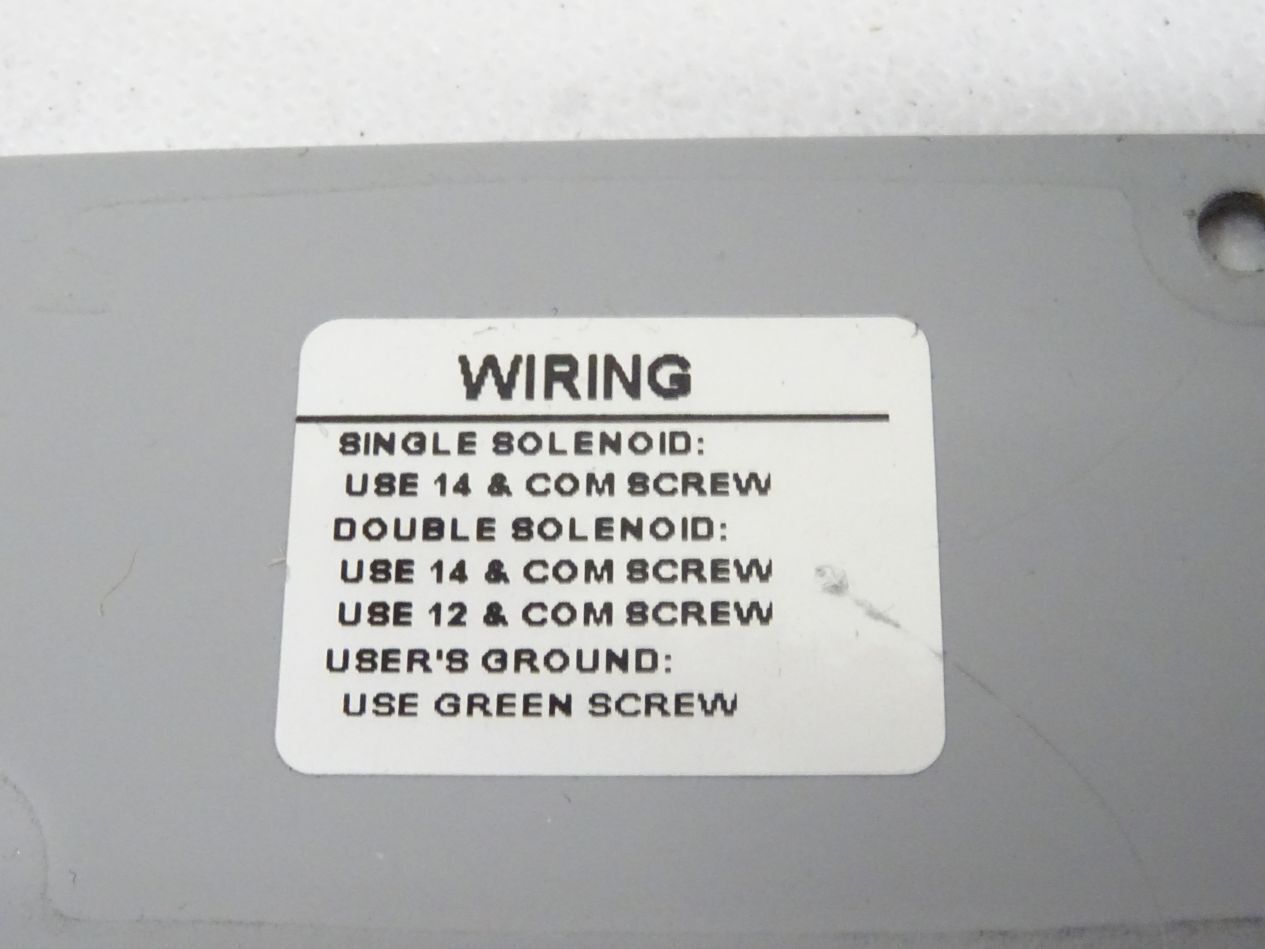 WIRING
SINGLE SOLENOID:
USE 14 & COM SCREW
DOUBLE SOLENOID:
USE 14 & COM SCREW
USE 12 & COM SCREW
USER'S GROUND:
USE GREEN SCREW